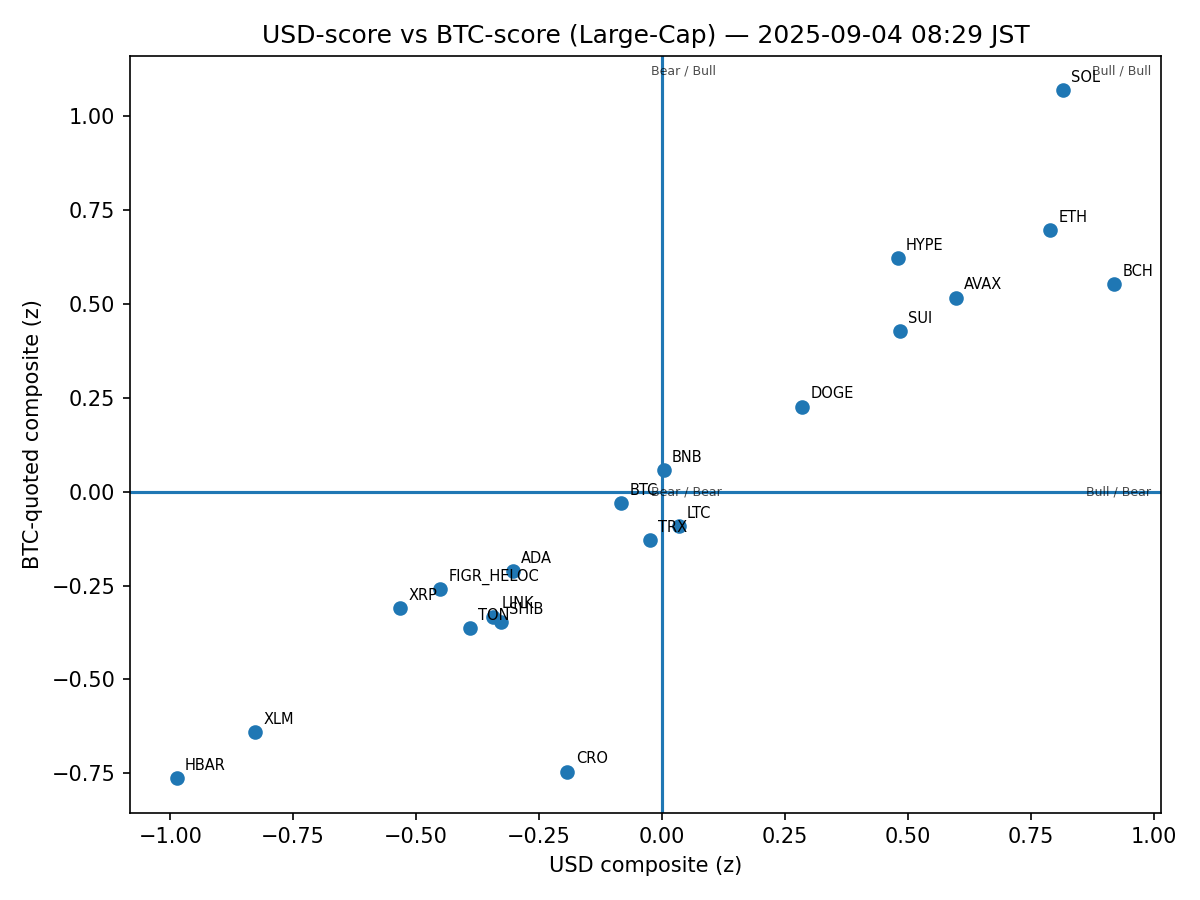 USD-score vs BTC-score (Large-Cap) — 2025-09-04 08:29 JST
Bear / Bull
Bull / Bull
SOL
1.00
0.75
ETH
HYPE
BCH
AVAX
0.50
SUI
DOGE
0.25
BNB
BTC
0.00
Bear / Bear
Bull / Bear
LTC
TRX
ADA
FIGR_HELOC
−0.25
XRP
LINK
SHIB
TON
−0.50
XLM
CRO
HBAR
−0.75
BTC-quoted composite (z)
−1.00
−0.75
−0.50
−0.25
0.00
0.25
0.50
0.75
1.00
USD composite (z)